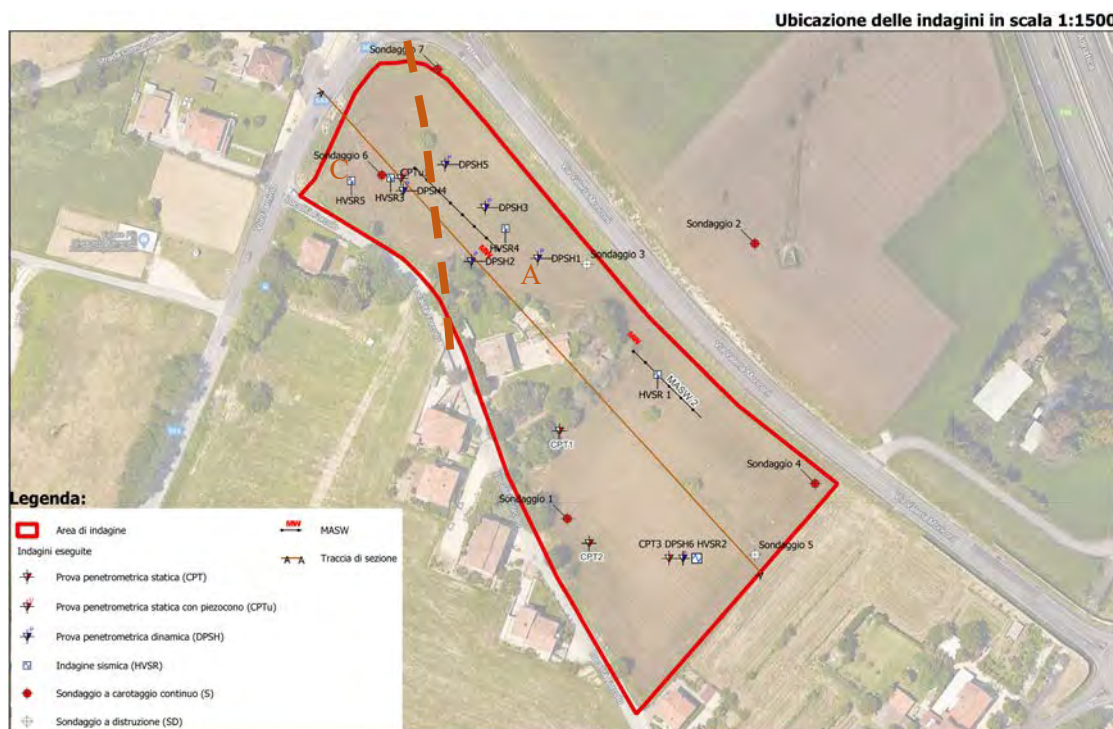 Ubicazione delle indagini in scala 1:1500
Sondaggio 7
A
Sondaggio 6
C
CPTu
DPSH5
HVSR5
HVSR3
DPSH4
DPSH3
HVSR4
MW
DPSH2
A
DPSH1
Sondaggio 3
Sondaggio 2
MW
MASW 2
HVSR 1
CPT1
Sondaggio 4
Sondaggio 1
CPT2
CPT3 DPSH6 HVSR2
Sondaggio 5
A
Legenda:
Area di indagine
MW
MASW
Indagini eseguite
A A
Traccia di sezione
Prova penetrometrica statica (CPT)
Prova penetrometrica statica con piezocono (CPTu)
Prova penetrometrica dinamica (DPSH)
Indagine sismica (HVSR)
Sondaggio a carotaggio continuo (S)
Sondaggio a distruzione (SD)